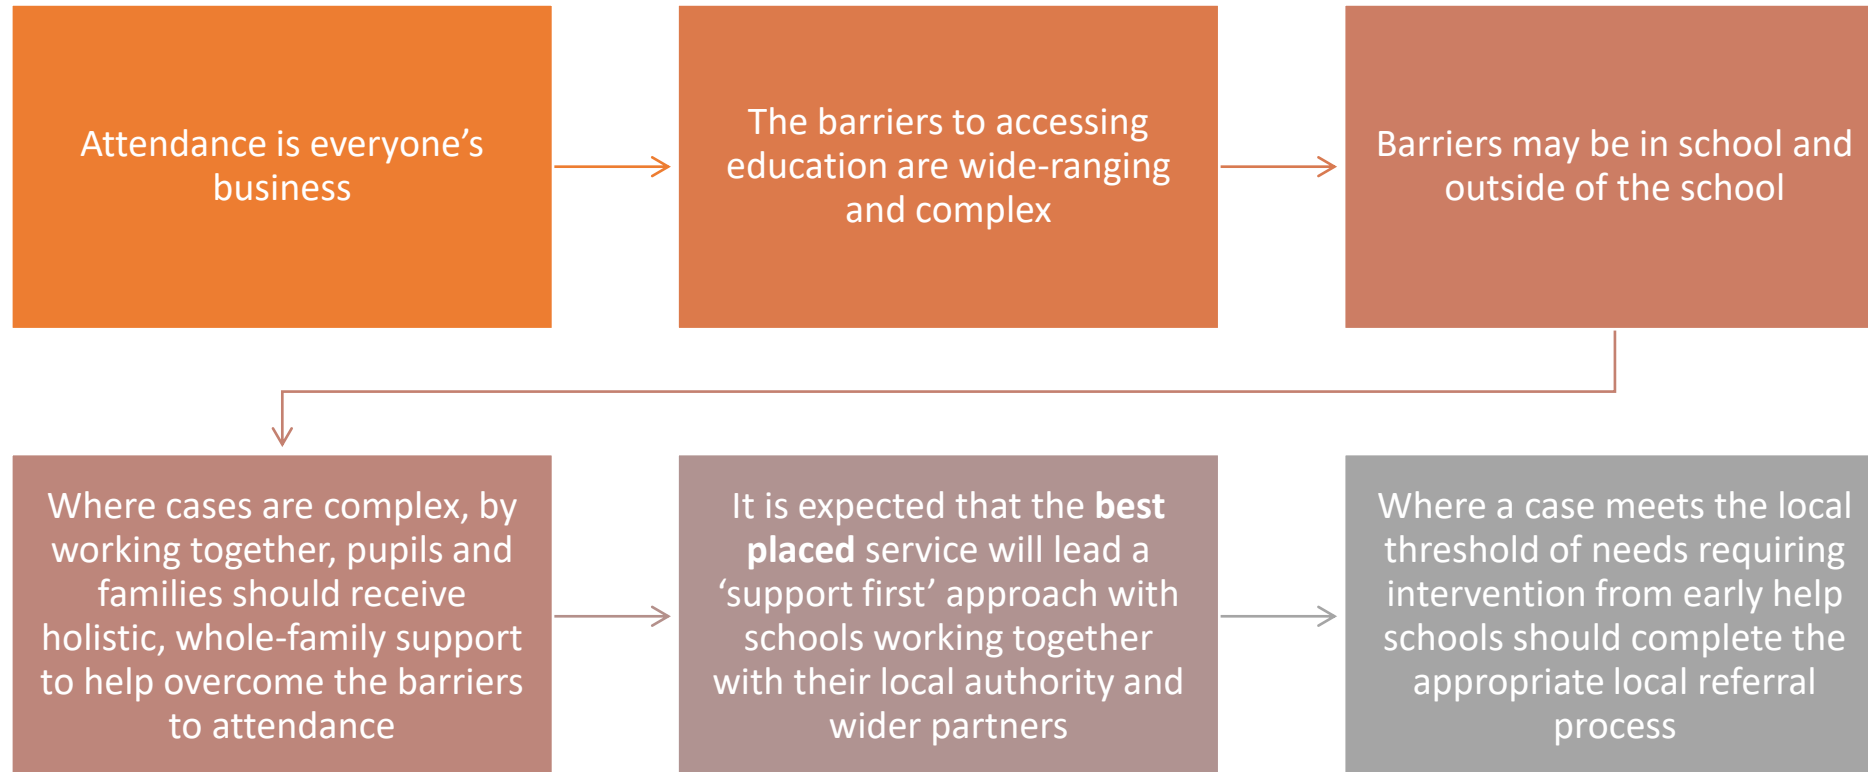 Attendance is everyone’s
business
The barriers to accessing
education are wide-ranging
and complex
Barriers may be in school and
outside of the school
Where cases are complex, by
working together, pupils and
families should receive
holistic, whole-family support
to help overcome the barriers
to attendance
It is expected that the best
placed service will lead a
‘support first’ approach with
schools working together
with their local authority and
wider partners
Where a case meets the local
threshold of needs requiring
intervention from early help
schools should complete the
appropriate local referral
process